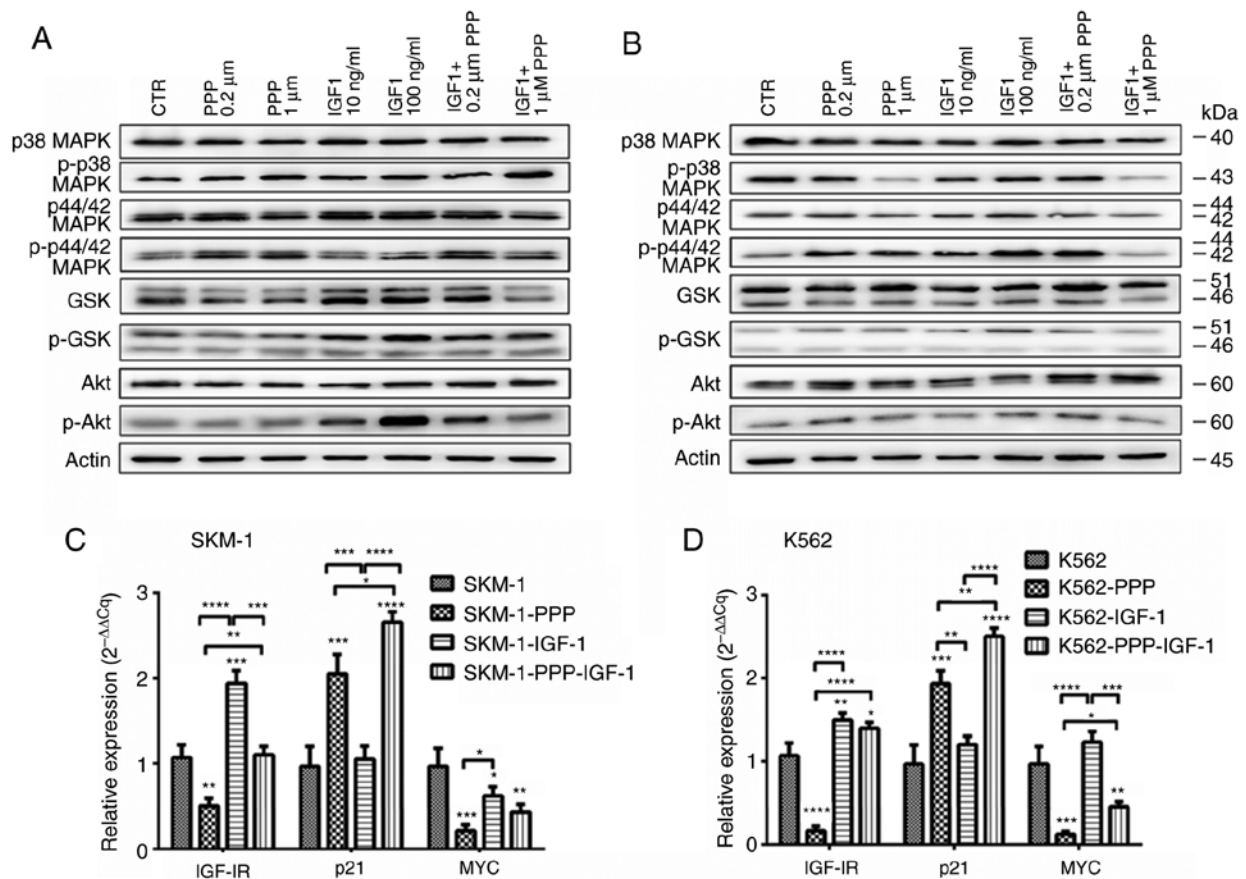 A
CTR
PPP
0.2 µm
PPP
1 µm
IGF1
10 ng/ml
IGF1
100 ng/ml
IGF1+
0.2 µm PPP
IGF1+
1 µM PPP
p38 MAPK
p-p38
MAPK
p44/42
MAPK
p-p44/42
MAPK
GSK
p-GSK
Akt
p-Akt
Actin
B
CTR
PPP
0.2 µm
PPP
1 µm
IGF1
10 ng/ml
IGF1
100 ng/ml
IGF1+
0.2 µm PPP
IGF1+
1 µM PPP
kDa
p38 MAPK
40
p-p38
MAPK
43
p44/42
MAPK
44
42
p-p44/42
MAPK
44
42
GSK
51
46
p-GSK
51
46
Akt
60
p-Akt
60
Actin
45
C
SKM-1
Relative expression (2−ΔΔCq)
3
2
1
0
**** *** 
**
***
**
*** ****
*
****
***
*
*
***
**
IGF-IR
p21
MYC
SKM-1
SKM-1-PPP
SKM-1-IGF-1
SKM-1-PPP-IGF-1
D
K562
Relative expression (2−ΔΔCq)
3
2
1
0
****
****
**
*
****
****
**
****
**
***
**** ***
*
**
***
IGF-IR
p21
MYC
K562
K562-PPP
K562-IGF-1
K562-PPP-IGF-1